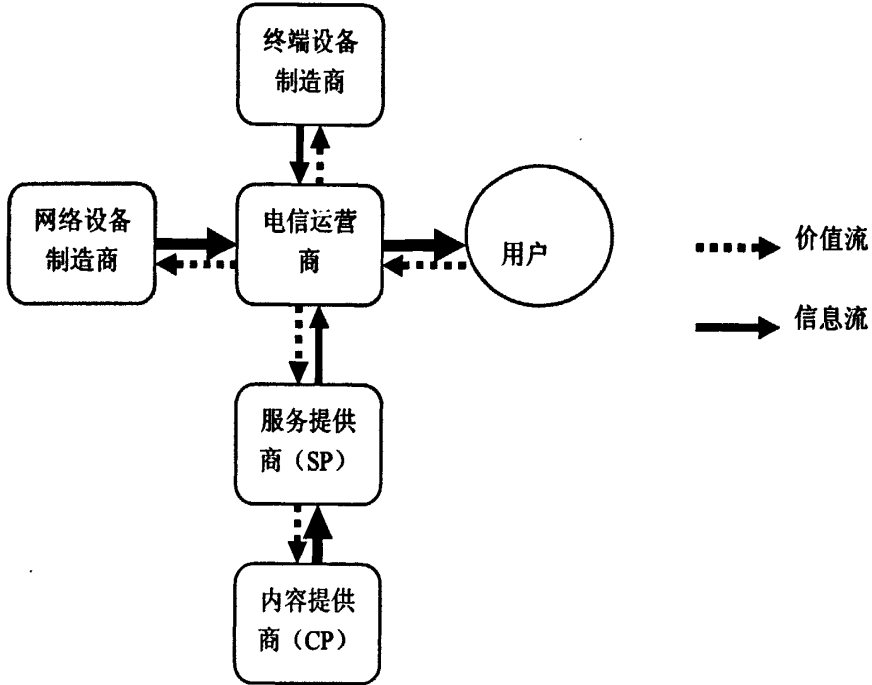 终端设备
制造商
网络设备
制造商
电信运营
商
用户
价值流
信息流
服务提供
商（SP）
内容提供
商（CP）